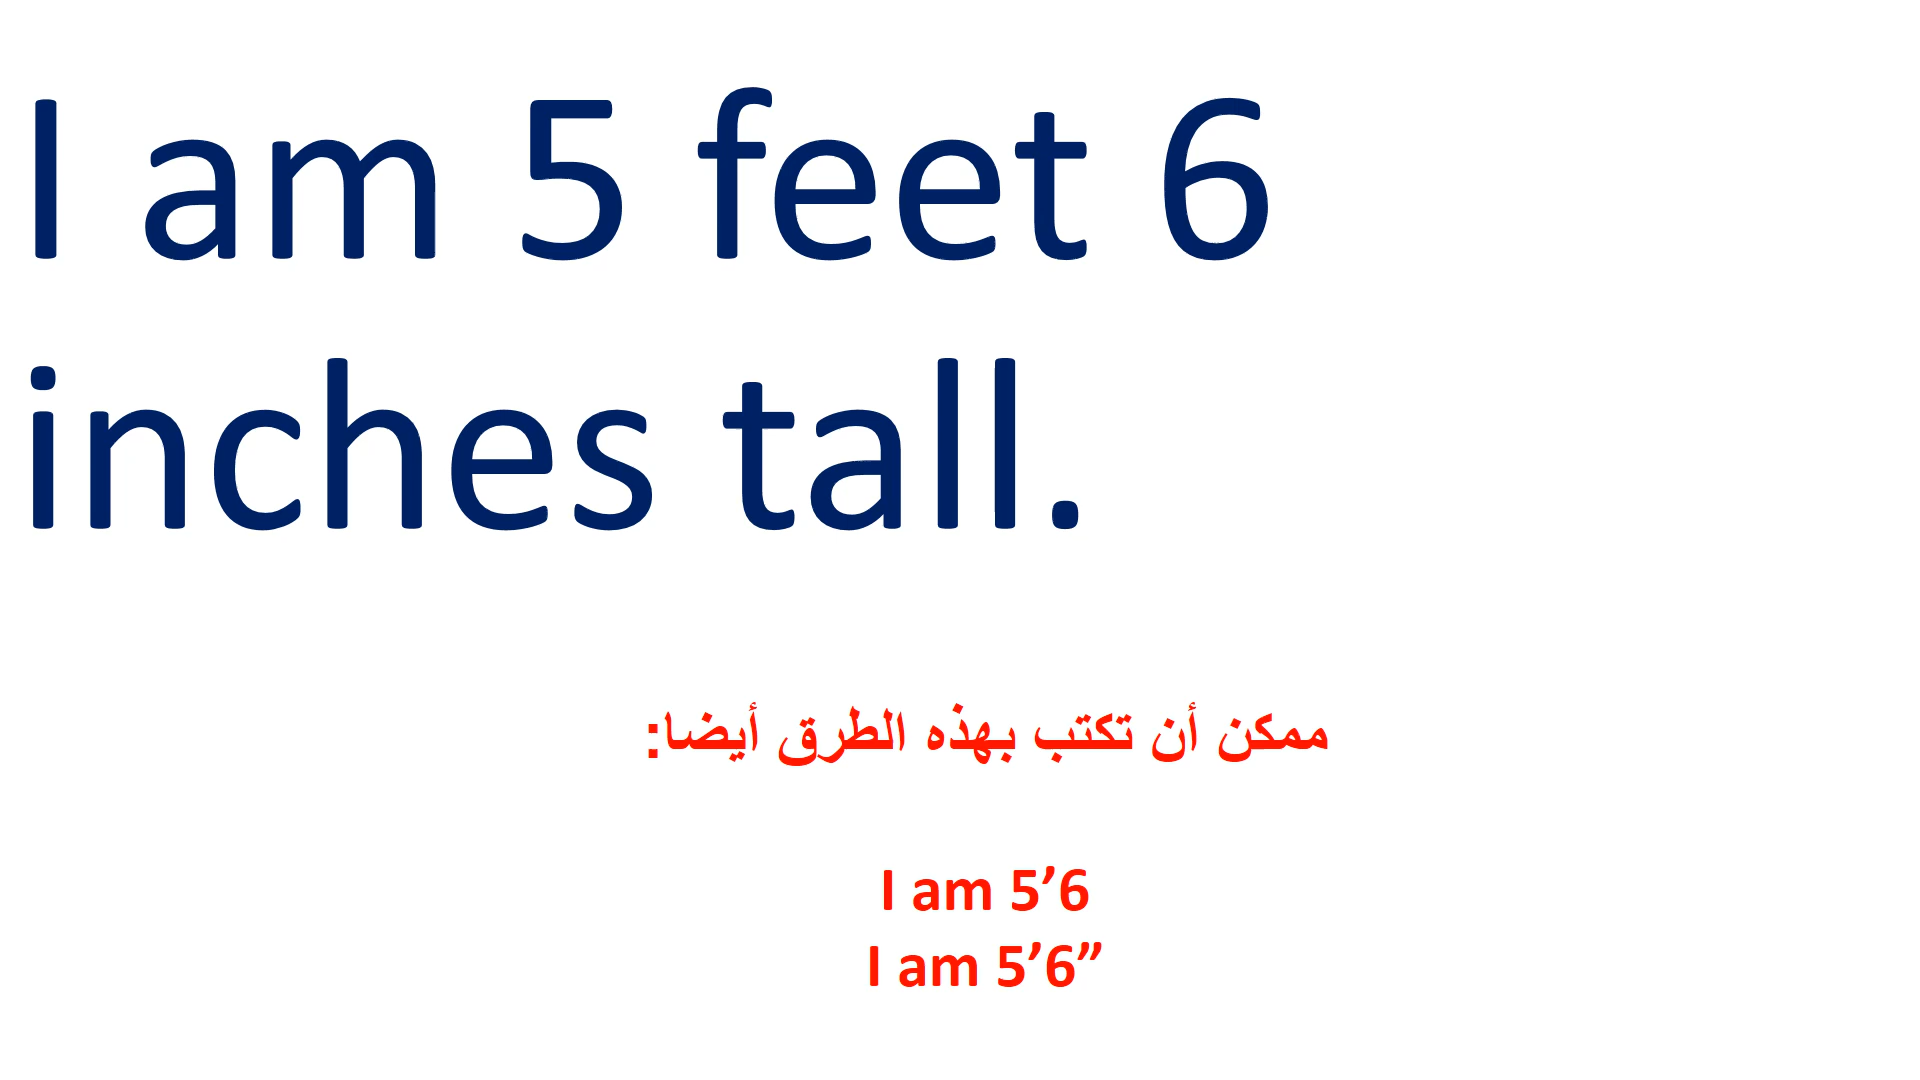 I am 5 feet 6
inches tall.
ممكن أن تكتب بهذه الطرق أيضا:
I am 5’6
I am 5’6”